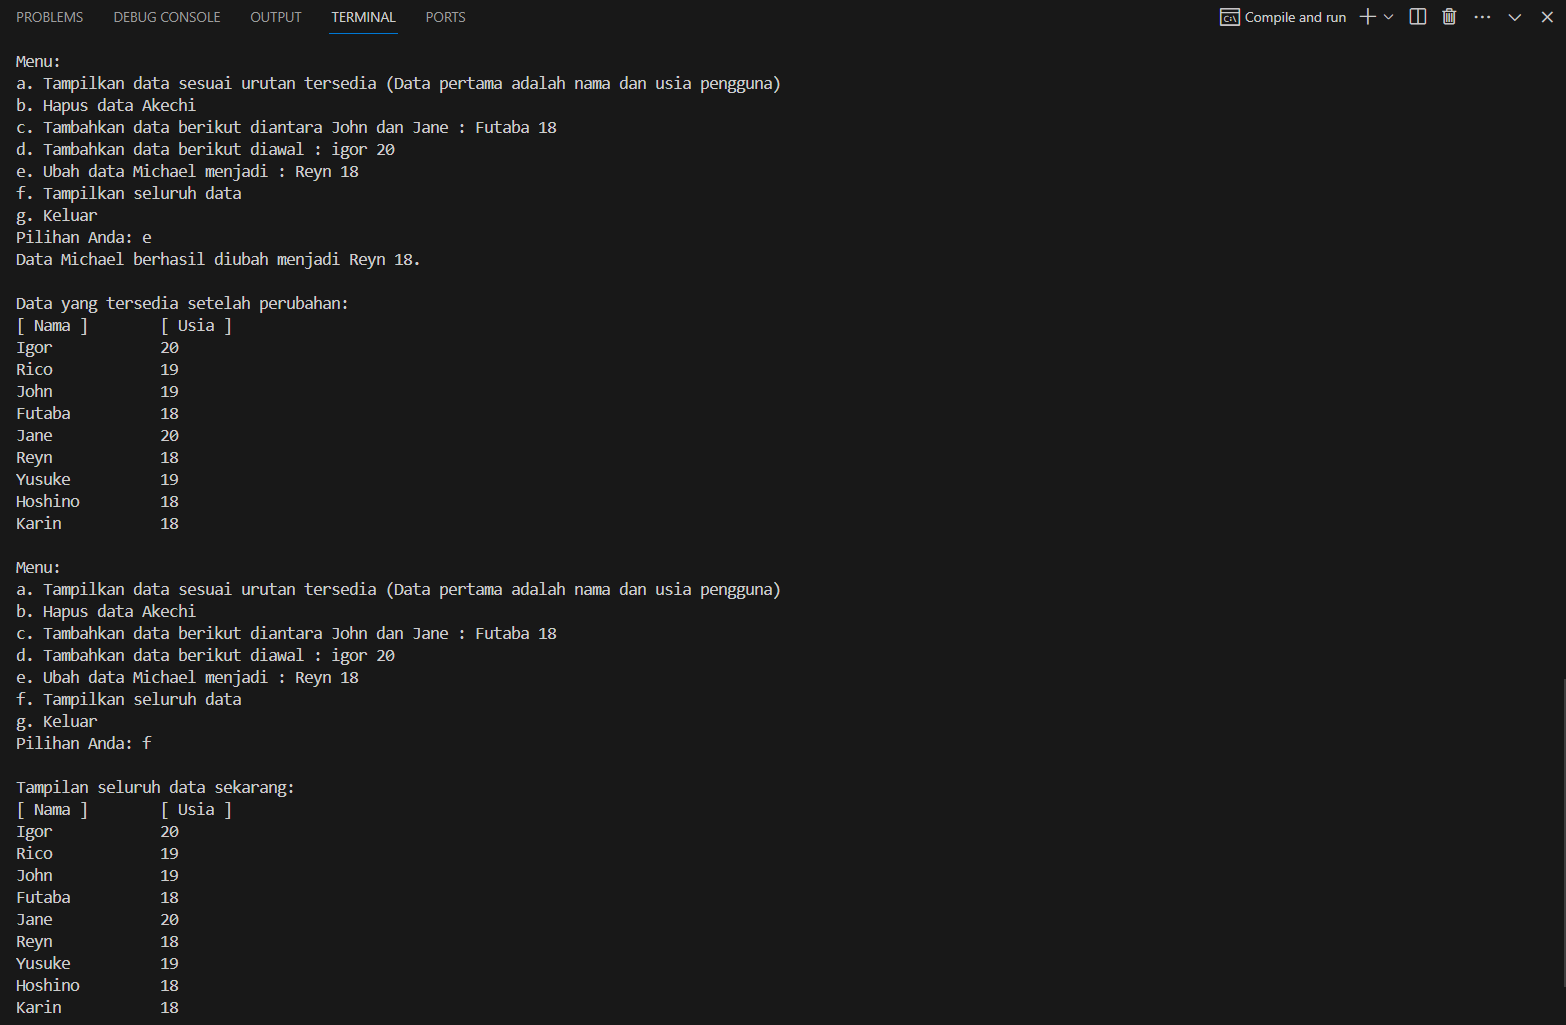 PROBLEMS DEBUG CONSOLE OUTPUT TERMINAL PORTS Compile and run
Menu:
a. Tampilkan data sesuai urutan tersedia (Data pertama adalah nama dan usia pengguna)
b. Hapus data Akechi
c. Tambahkan data berikut diantara John dan Jane : Futaba 18
d. Tambahkan data berikut diawal : igor 20
e. Ubah data Michael menjadi : Reyn 18
f. Tampilkan seluruh data
g. Keluar
Pilihan Anda: e
Data Michael berhasil diubah menjadi Reyn 18.
Data yang tersedia setelah perubahan:
[ Nama ] [ Usia ]
Igor 20
Rico 19
John 19
Futaba 18
Jane 20
Reyn 18
Yusuke 19
Hoshino 18
Karin 18
Menu:
a. Tampilkan data sesuai urutan tersedia (Data pertama adalah nama dan usia pengguna)
b. Hapus data Akechi
c. Tambahkan data berikut diantara John dan Jane : Futaba 18
d. Tambahkan data berikut diawal : igor 20
e. Ubah data Michael menjadi : Reyn 18
f. Tampilkan seluruh data
g. Keluar
Pilihan Anda: f
Tampilan seluruh data sekarang:
[ Nama ] [ Usia ]
Igor 20
Rico 19
John 19
Futaba 18
Jane 20
Reyn 18
Yusuke 19
Hoshino 18
Karin 18